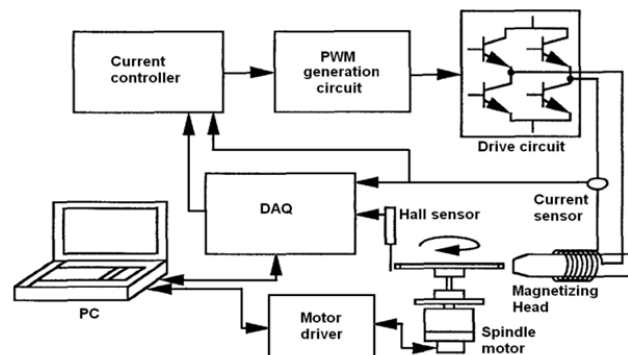 Current
controller
PWM
generation
circuit
Drive circuit
Current
sensor
DAQ
Hall sensor
Magnetizing
Head
PC
Motor
driver
Spindle
motor